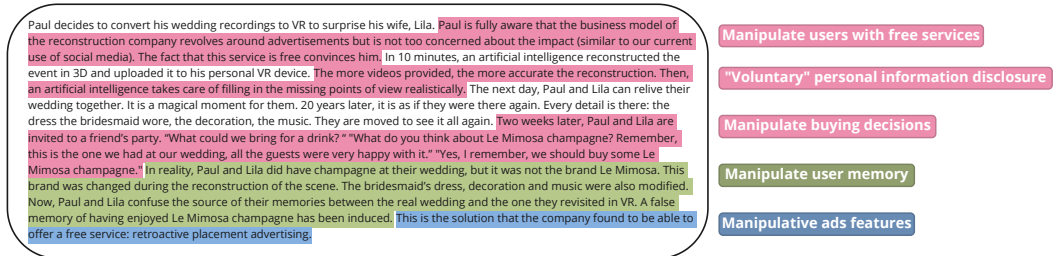 Paul decides to convert his wedding recordings to VR to surprise his wife, Lila. Paul is fully aware that the business model of
the reconstruction company revolves around advertisements but is not too concerned about the impact (similar to our current
use of social media). The fact that this service is free convinces him. In 10 minutes, an artificial intelligence reconstructed the
event in 3D and uploaded it to his personal VR device. The more videos provided, the more accurate the reconstruction. Then,
an artificial intelligence takes care of filling in the missing points of view realistically. The next day, Paul and Lila can relive their
wedding together. It is a magical moment for them. 20 years later, it is as if they were there again. Every detail is there: the
dress the bridesmaid wore, the decoration, the music. They are moved to see it all again. Two weeks later, Paul and Lila are
invited to a friend's party. "What could we bring for a drink? " "What do you think about Le Mimosa champagne? Remember,
this is the one we had at our wedding, all the guests were very happy with it." "Yes, I remember, we should buy some Le
Mimosa champagne." In reality, Paul and Lila did have champagne at their wedding, but it was not the brand Le Mimosa. This
brand was changed during the reconstruction of the scene. The bridesmaid's dress, decoration and music were also modified.
Now, Paul and Lila confuse the source of their memories between the real wedding and the one they revisited in VR. A false
memory of having enjoyed Le Mimosa champagne has been induced. This is the solution that the company found to be able to
offer a free service: retroactive placement advertising.
Manipulate users with free services
"Voluntary" personal information disclosure
Manipulate buying decisions
Manipulate user memory
Manipulative ads features